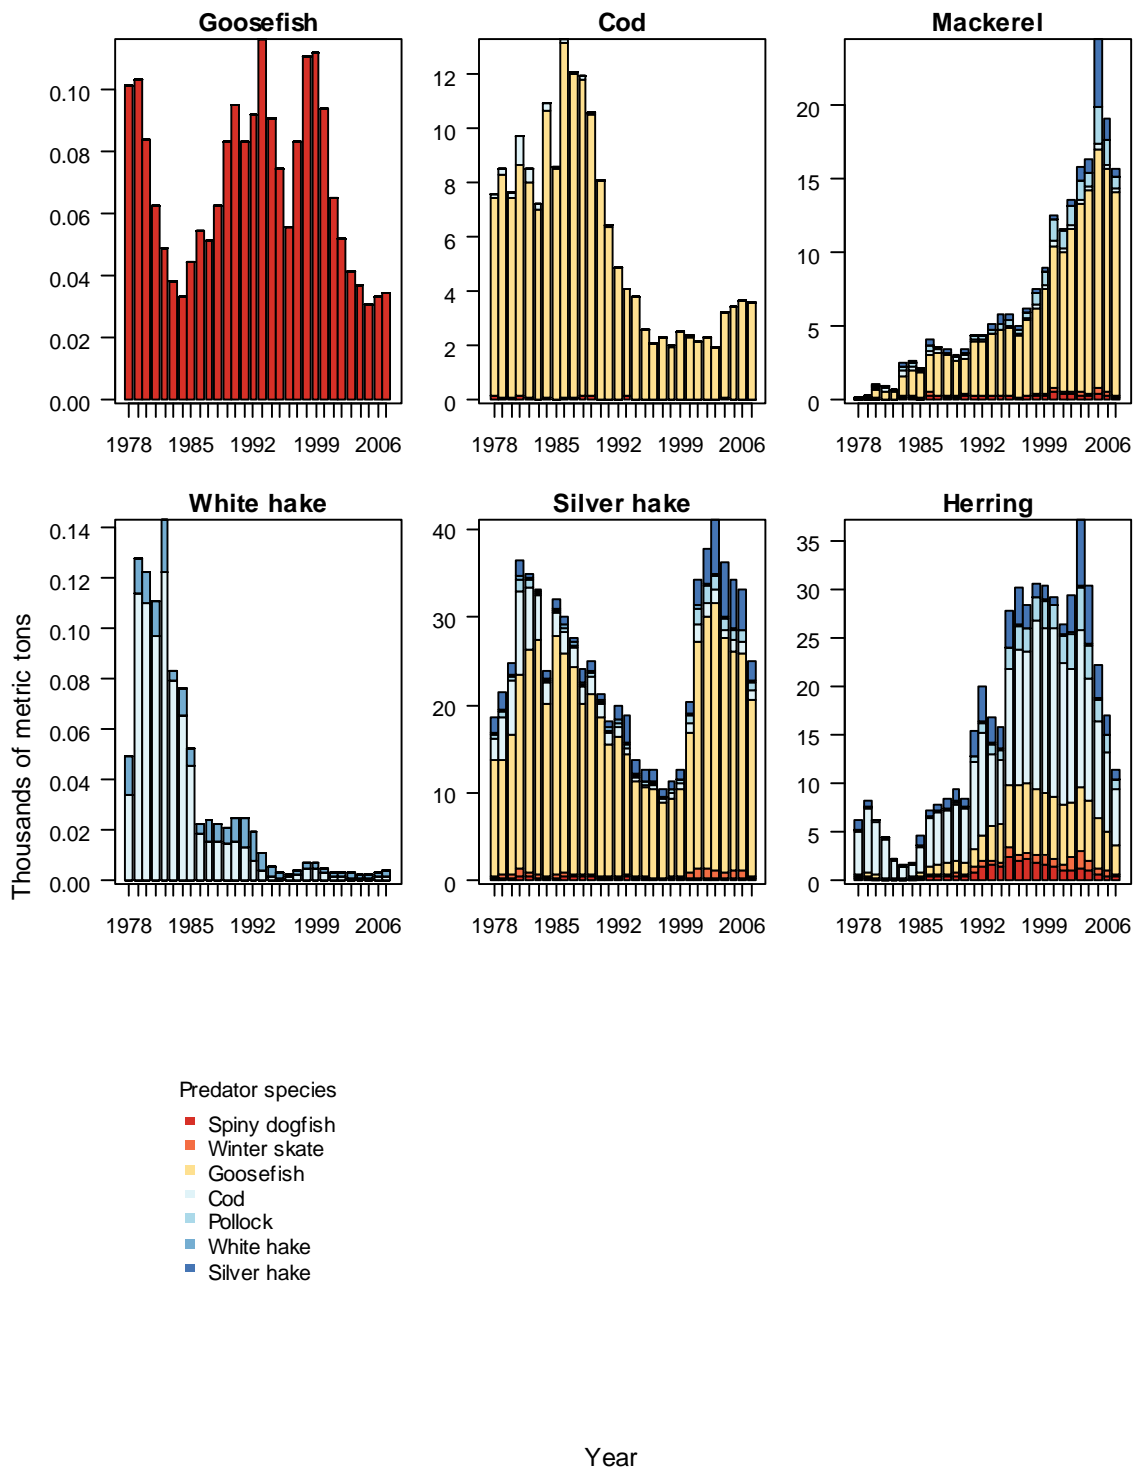 Goosefish
Cod
Mackerel
0.10
0.08
0.06
0.04
0.02
0.00
12
10
8
6
4
2
0
20
15
10
5
0
1978 1985 1992 1999 2006
1978 1985 1992 1999 2006
1978 1985 1992 1999 2006
White hake
Silver hake
Herring
Thousands of metric tons
0.14
0.12
0.10
0.08
0.06
0.04
0.02
0.00
40
30
20
10
0
35
30
25
20
15
10
5
0
1978 1985 1992 1999 2006
1978 1985 1992 1999 2006
1978 1985 1992 1999 2006
Predator species
Spiny dogfish
Winter skate
Goosefish
Cod
Pollock
White hake
Silver hake
Year